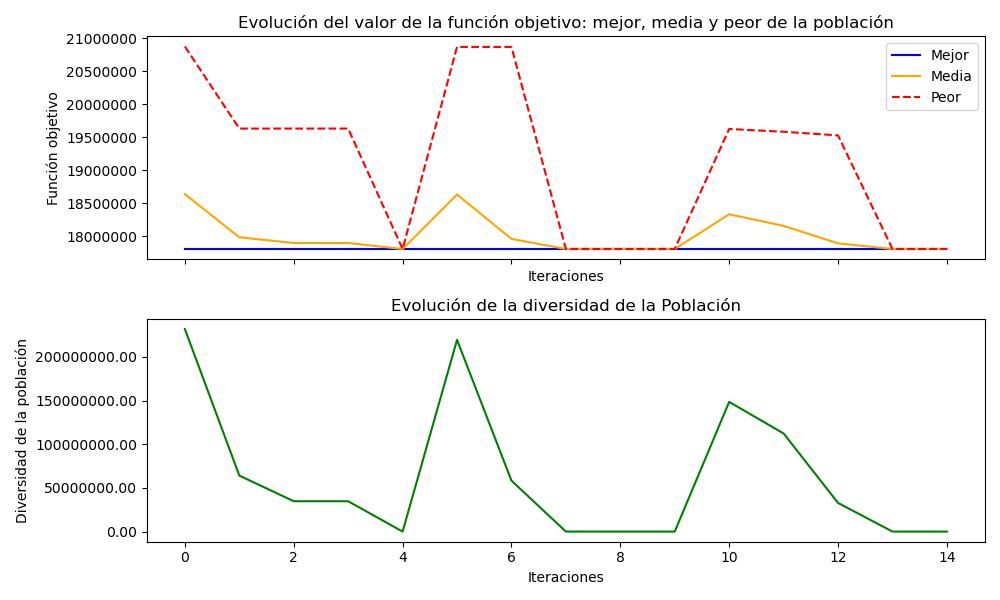 Evolución del valor de la función objetivo: mejor, media y peor de la población
21000000
20500000
20000000
19500000
19000000
18500000
18000000
Función objetivo
Mejor
Media
Peor
Iteraciones
Evolución de la diversidad de la Población
200000000.00
150000000.00
100000000.00
50000000.00
0.00
Diversidad de la población
0 2 4 6 8 10 12 14
Iteraciones